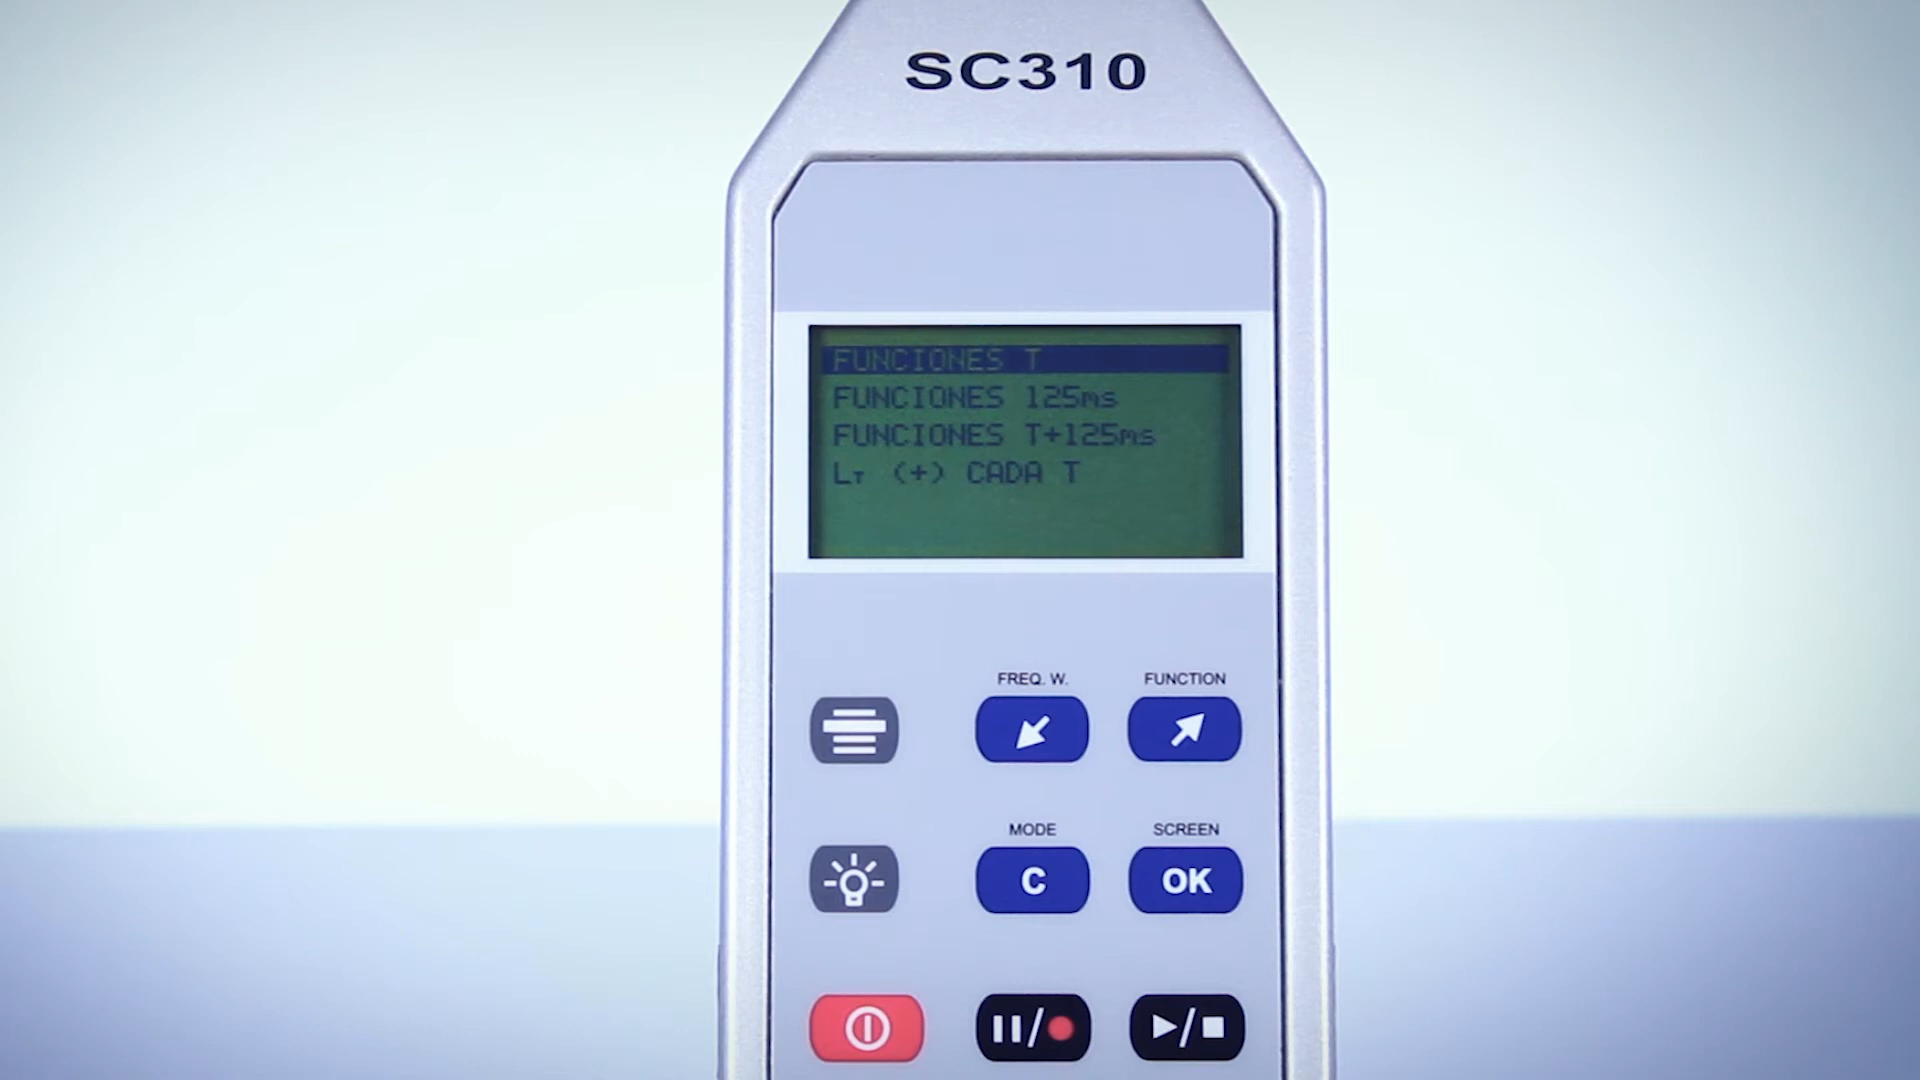 SC310
FUNCIONES T
FUNCIONES 125ms
FUNCIONES T+125ms
LT (+) CADA T
FREQ. W.
FUNCTION
MODE
SCREEN
C
OK